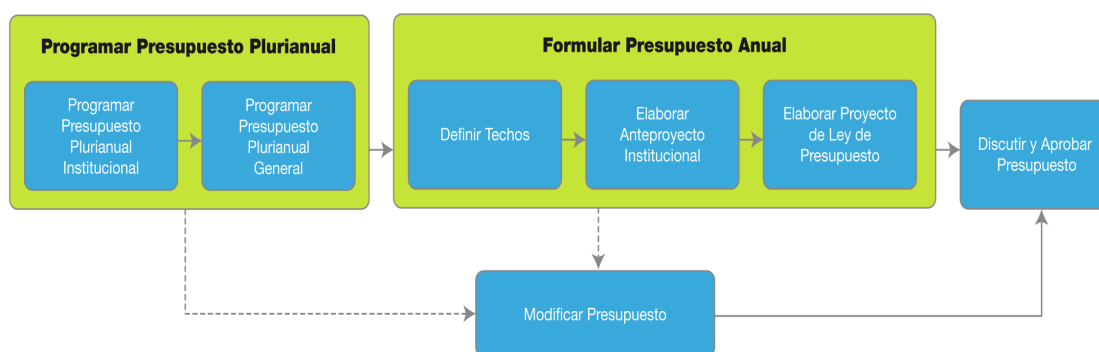 Programar Presupuesto Plurianual
Programar
Presupuesto
Plurianual
Institucional
Programar
Presupuesto
Plurianual
General
Formular Presupuesto Anual
Definir Techos
Elaborar
Anteproyecto
Institucional
Elaborar Proyecto
de Ley de
Presupuesto
Discutir y Aprobar
Presupuesto
Modificar Presupuesto